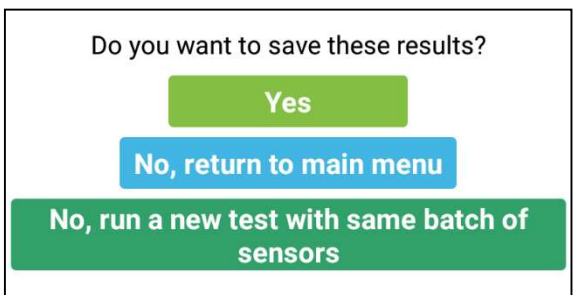 Do you want to save these results?
Yes
No, return to main menu
No, run a new test with same batch of
sensors